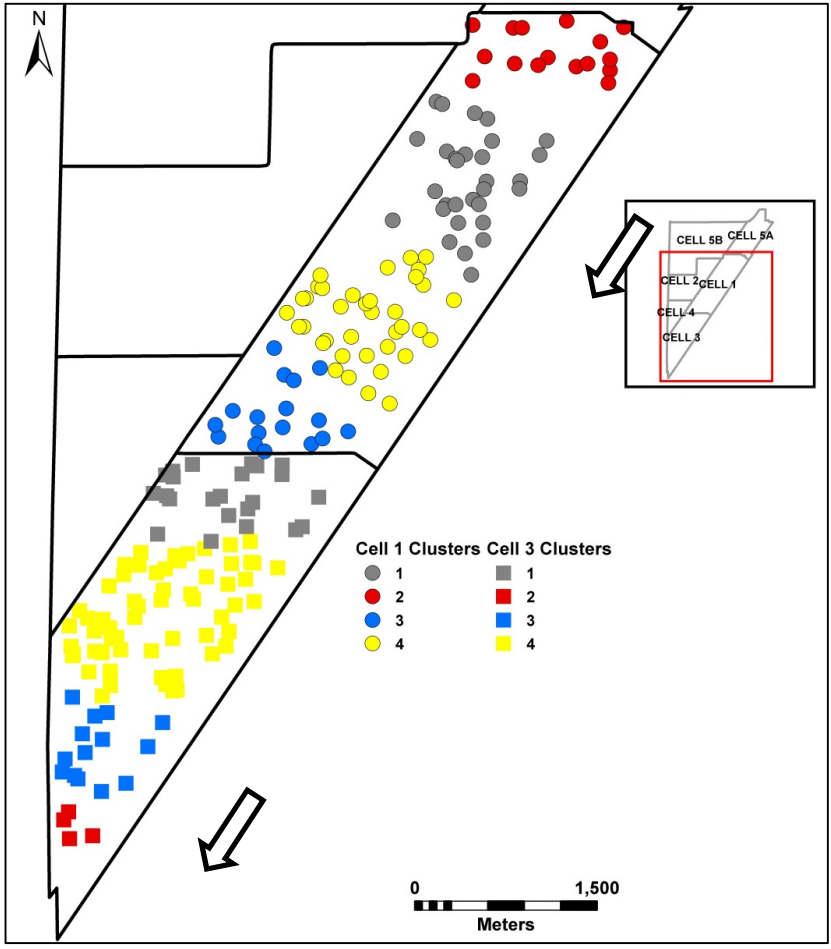 N
CELL 5B
CELL 5A
CELL 2
CELL 1
CELL 4
CELL 3
Cell 1 Clusters Cell 3 Clusters
1 1
2 2
3 3
4 4
0 1,500
Meters